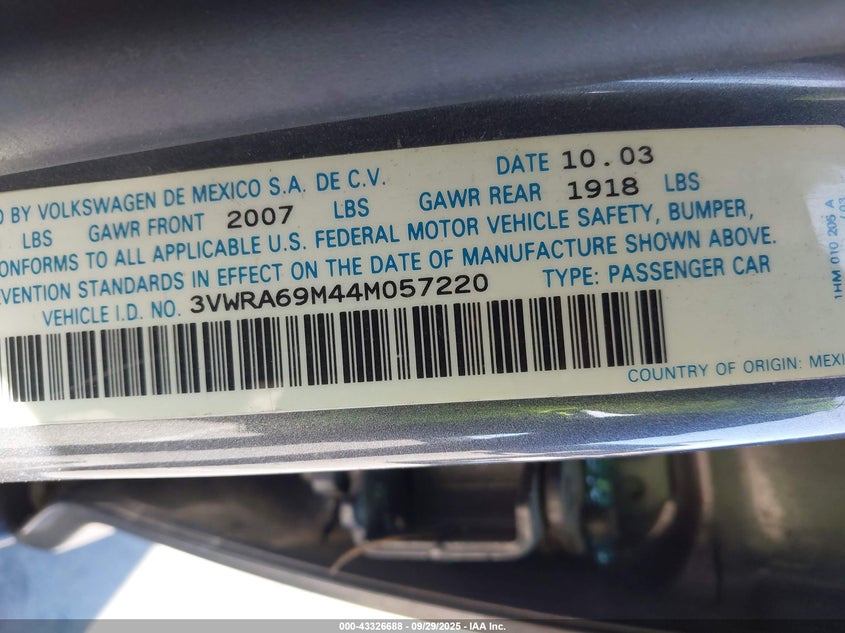 D BY VOLKSWAGEN DE MEXICO S.A. DE C.V. DATE 10.03
LBS GAWR FRONT 2007 LBS GAWR REAR 1918 LBS
ONFORMS TO ALL APPLICABLE U.S. FEDERAL MOTOR VEHICLE SAFETY, BUMPER,
EVENTION STANDARDS IN EFFECT ON THE DATE OF MANUFACTURE SHOWN ABOVE.
VEHICLE I.D. NO. 3VWRA69M44M057220 TYPE: PASSENGER CAR
COUNTRY OF ORIGIN: MEXI
1HM 010 205 A
000-43326688 - 09/29/2025 - IAA Inc.